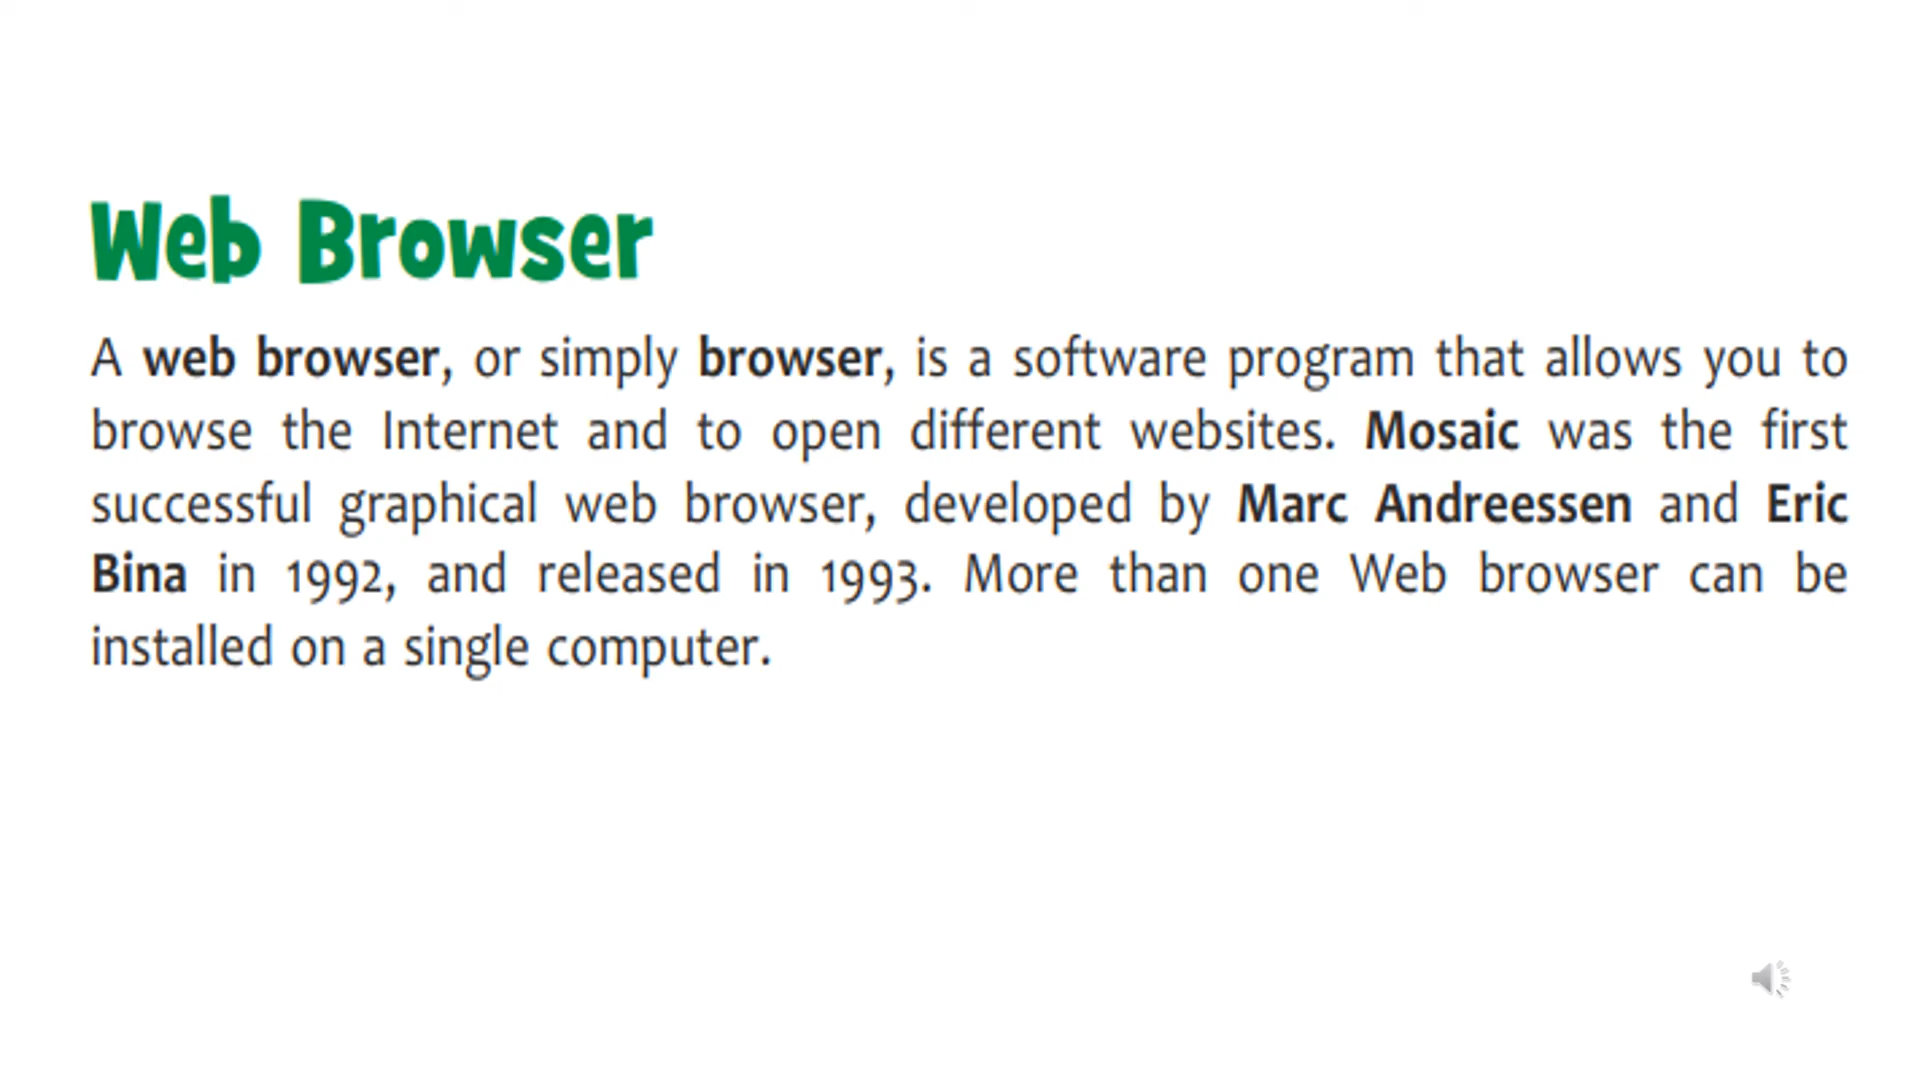 Web Browser
A web browser, or simply browser, is a software program that allows you to
browse the Internet and to open different websites. Mosaic was the first
successful graphical web browser, developed by Marc Andreessen and Eric
Bina in 1992, and released in 1993. More than one Web browser can be
installed on a single computer.